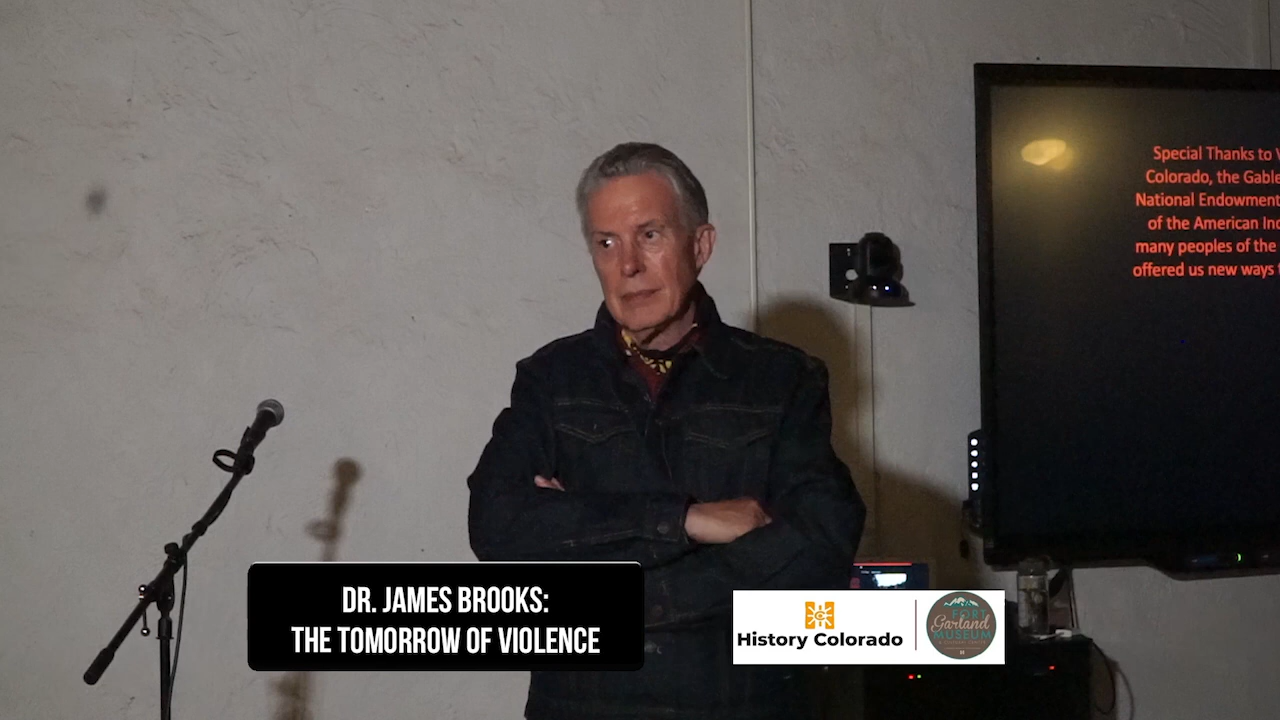 Special Thanks to
Colorado, the Gable
National Endowment
of the American
many peoples of the
offered us new ways
DR. JAMES BROOKS:
THE TOMORROW OF VIOLENCE
History Colorado
FORT
Garland
MUSEUM